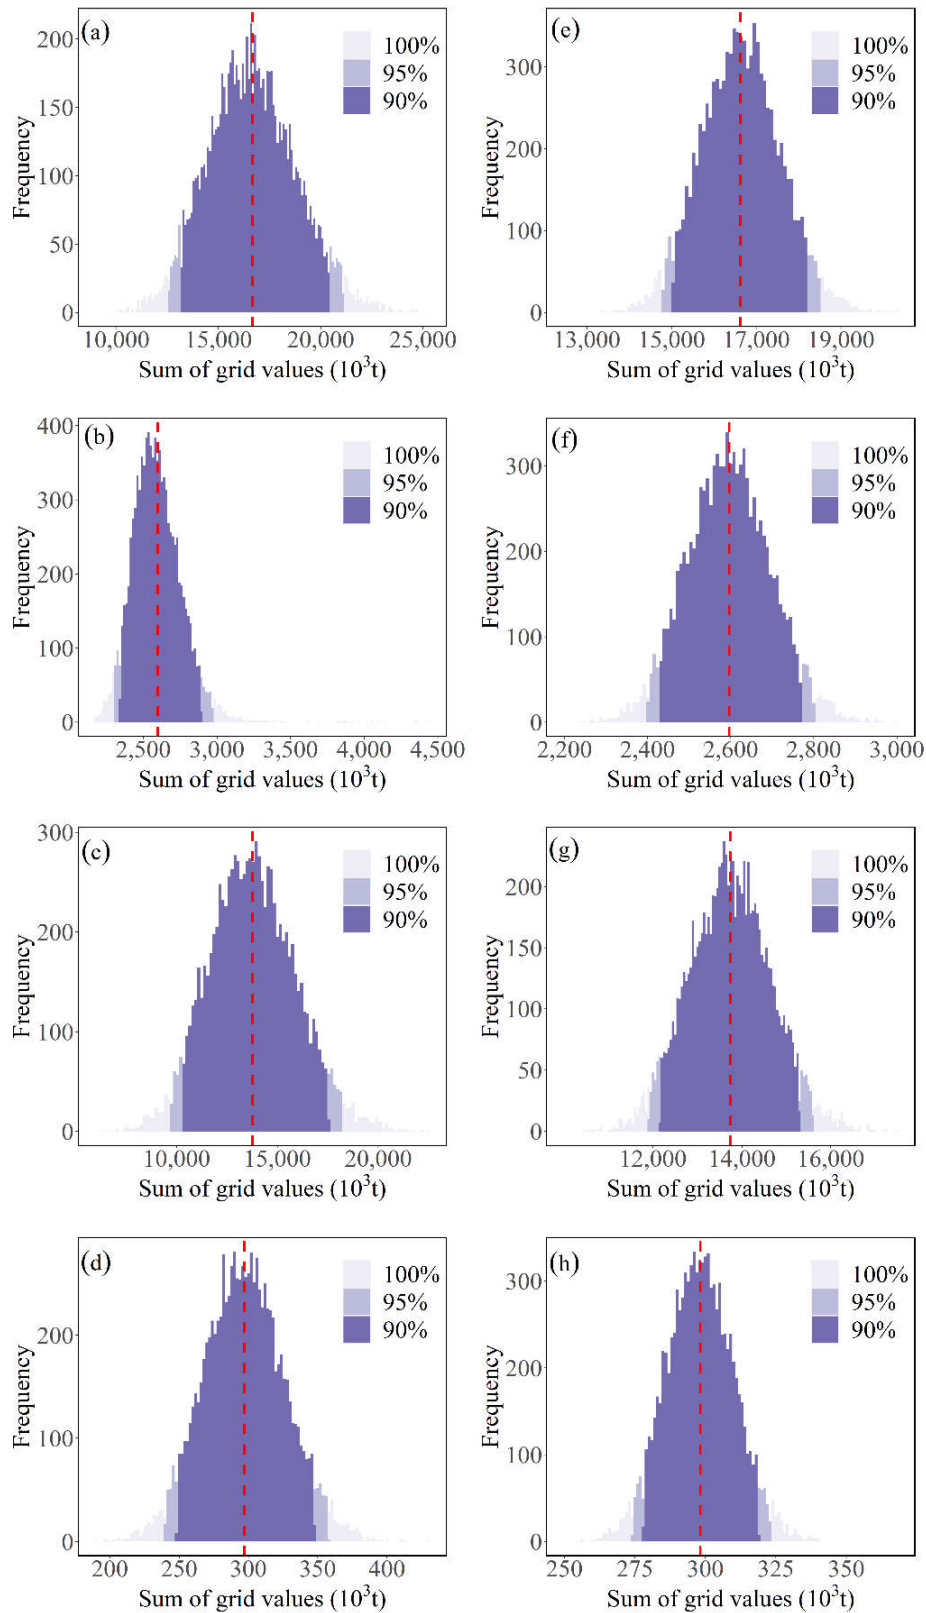 (a)
100%
95%
90%
200
150
100
50
0
Frequency
10,000 15,000 20,000 25,000
Sum of grid values (10³t)
(e)
100%
95%
90%
300
200
100
0
Frequency
13,000 15,000 17,000 19,000
Sum of grid values (10³t)
(b)
100%
95%
90%
400
300
200
100
0
Frequency
2,500 3,000 3,500 4,000 4,500
Sum of grid values (10³t)
(f)
100%
95%
90%
300
200
100
0
Frequency
2,200 2,400 2,600 2,800 3,000
Sum of grid values (10³t)
(c)
100%
95%
90%
300
200
100
0
Frequency
10,000 15,000 20,000
Sum of grid values (10³t)
(g)
100%
95%
90%
200
150
100
50
0
Frequency
12,000 14,000 16,000
Sum of grid values (10³t)
(d)
100%
95%
90%
200
100
0
Frequency
200 250 300 350 400
Sum of grid values (10³t)
(h)
100%
95%
90%
300
200
100
0
Frequency
250 275 300 325 350
Sum of grid values (10³t)